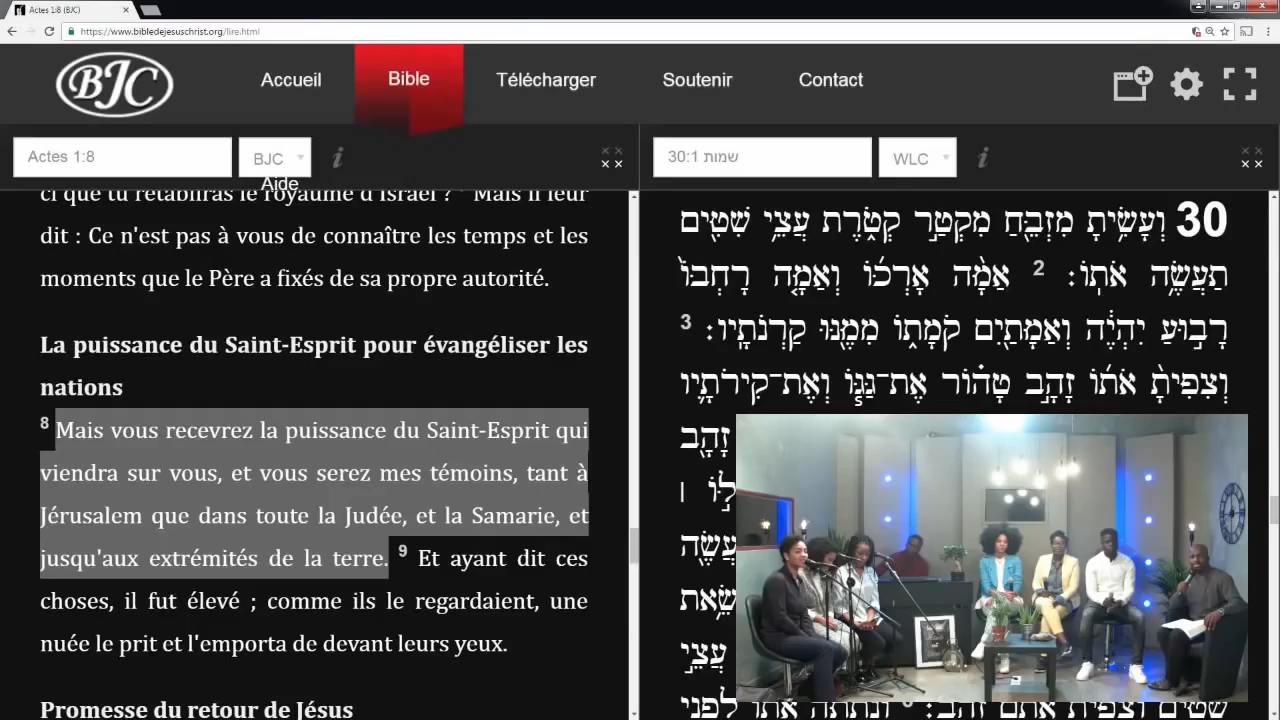 Actes 1:8 (BJC)
https://www.bibledejesuschrist.org/lire.html
BJC
Accueil
Bible
Télécharger
Soutenir
Contact
Actes 1:8
BJC
Aide
ci que tu rétabliras le royaume d'Israël ?
Mais il leur
dit : Ce n'est pas à vous de connaître les temps et les
moments que le Père a fixés de sa propre autorité.
La puissance du Saint-Esprit pour évangéliser les
nations
8 Mais vous recevrez la puissance du Saint-Esprit qui
viendra sur vous, et vous serez mes témoins, tant à
Jérusalem que dans toute la Judée, et la Samarie, et
jusqu'aux extrémités de la terre. 9 Et ayant dit ces
choses, il fut élevé ; comme ils le regardaient, une
nuée le prit et l'emporta de devant leurs yeux.
Promesse du retour de Jésus
שמות 30:1
WLC
30 וְעָשִׂ֥יתָ מִזְבֵּ֖חַ מִקְטַ֣ר קְטֹ֑רֶת עֲצֵ֥י שִׁטִּ֖ים
תַּעֲשֶׂ֥ה אֹתֽוֹ׃ 2 אַמָּ֨ה אָרְכּ֜וֹ וְאַמָּ֤ה רָחְבּוֹ֙
רָב֣וּעַ יִהְיֶ֔ה וְאַמָּתַ֖יִם קֹמָת֑וֹ מִמֶּ֖נּוּ קַרְנֹתָֽיו׃ 3
וְצִפִּיתָ֨ אֹת֜וֹ זָהָ֣ב טָה֗וֹר אֶת־גַּגּ֧וֹ וְאֶת־קִירֹתָ֛יו
זָהָ֖ב
לּ֣וֹ ׀
עֲצֵ֣י
שִׁטִּ֑ים וְצִפִּיתָ֥ אֹתָ֖ם זָהָֽב׃ 6 וְנָתַתָּ֤ה אֹתוֹ֙ לִפְנֵ֣י